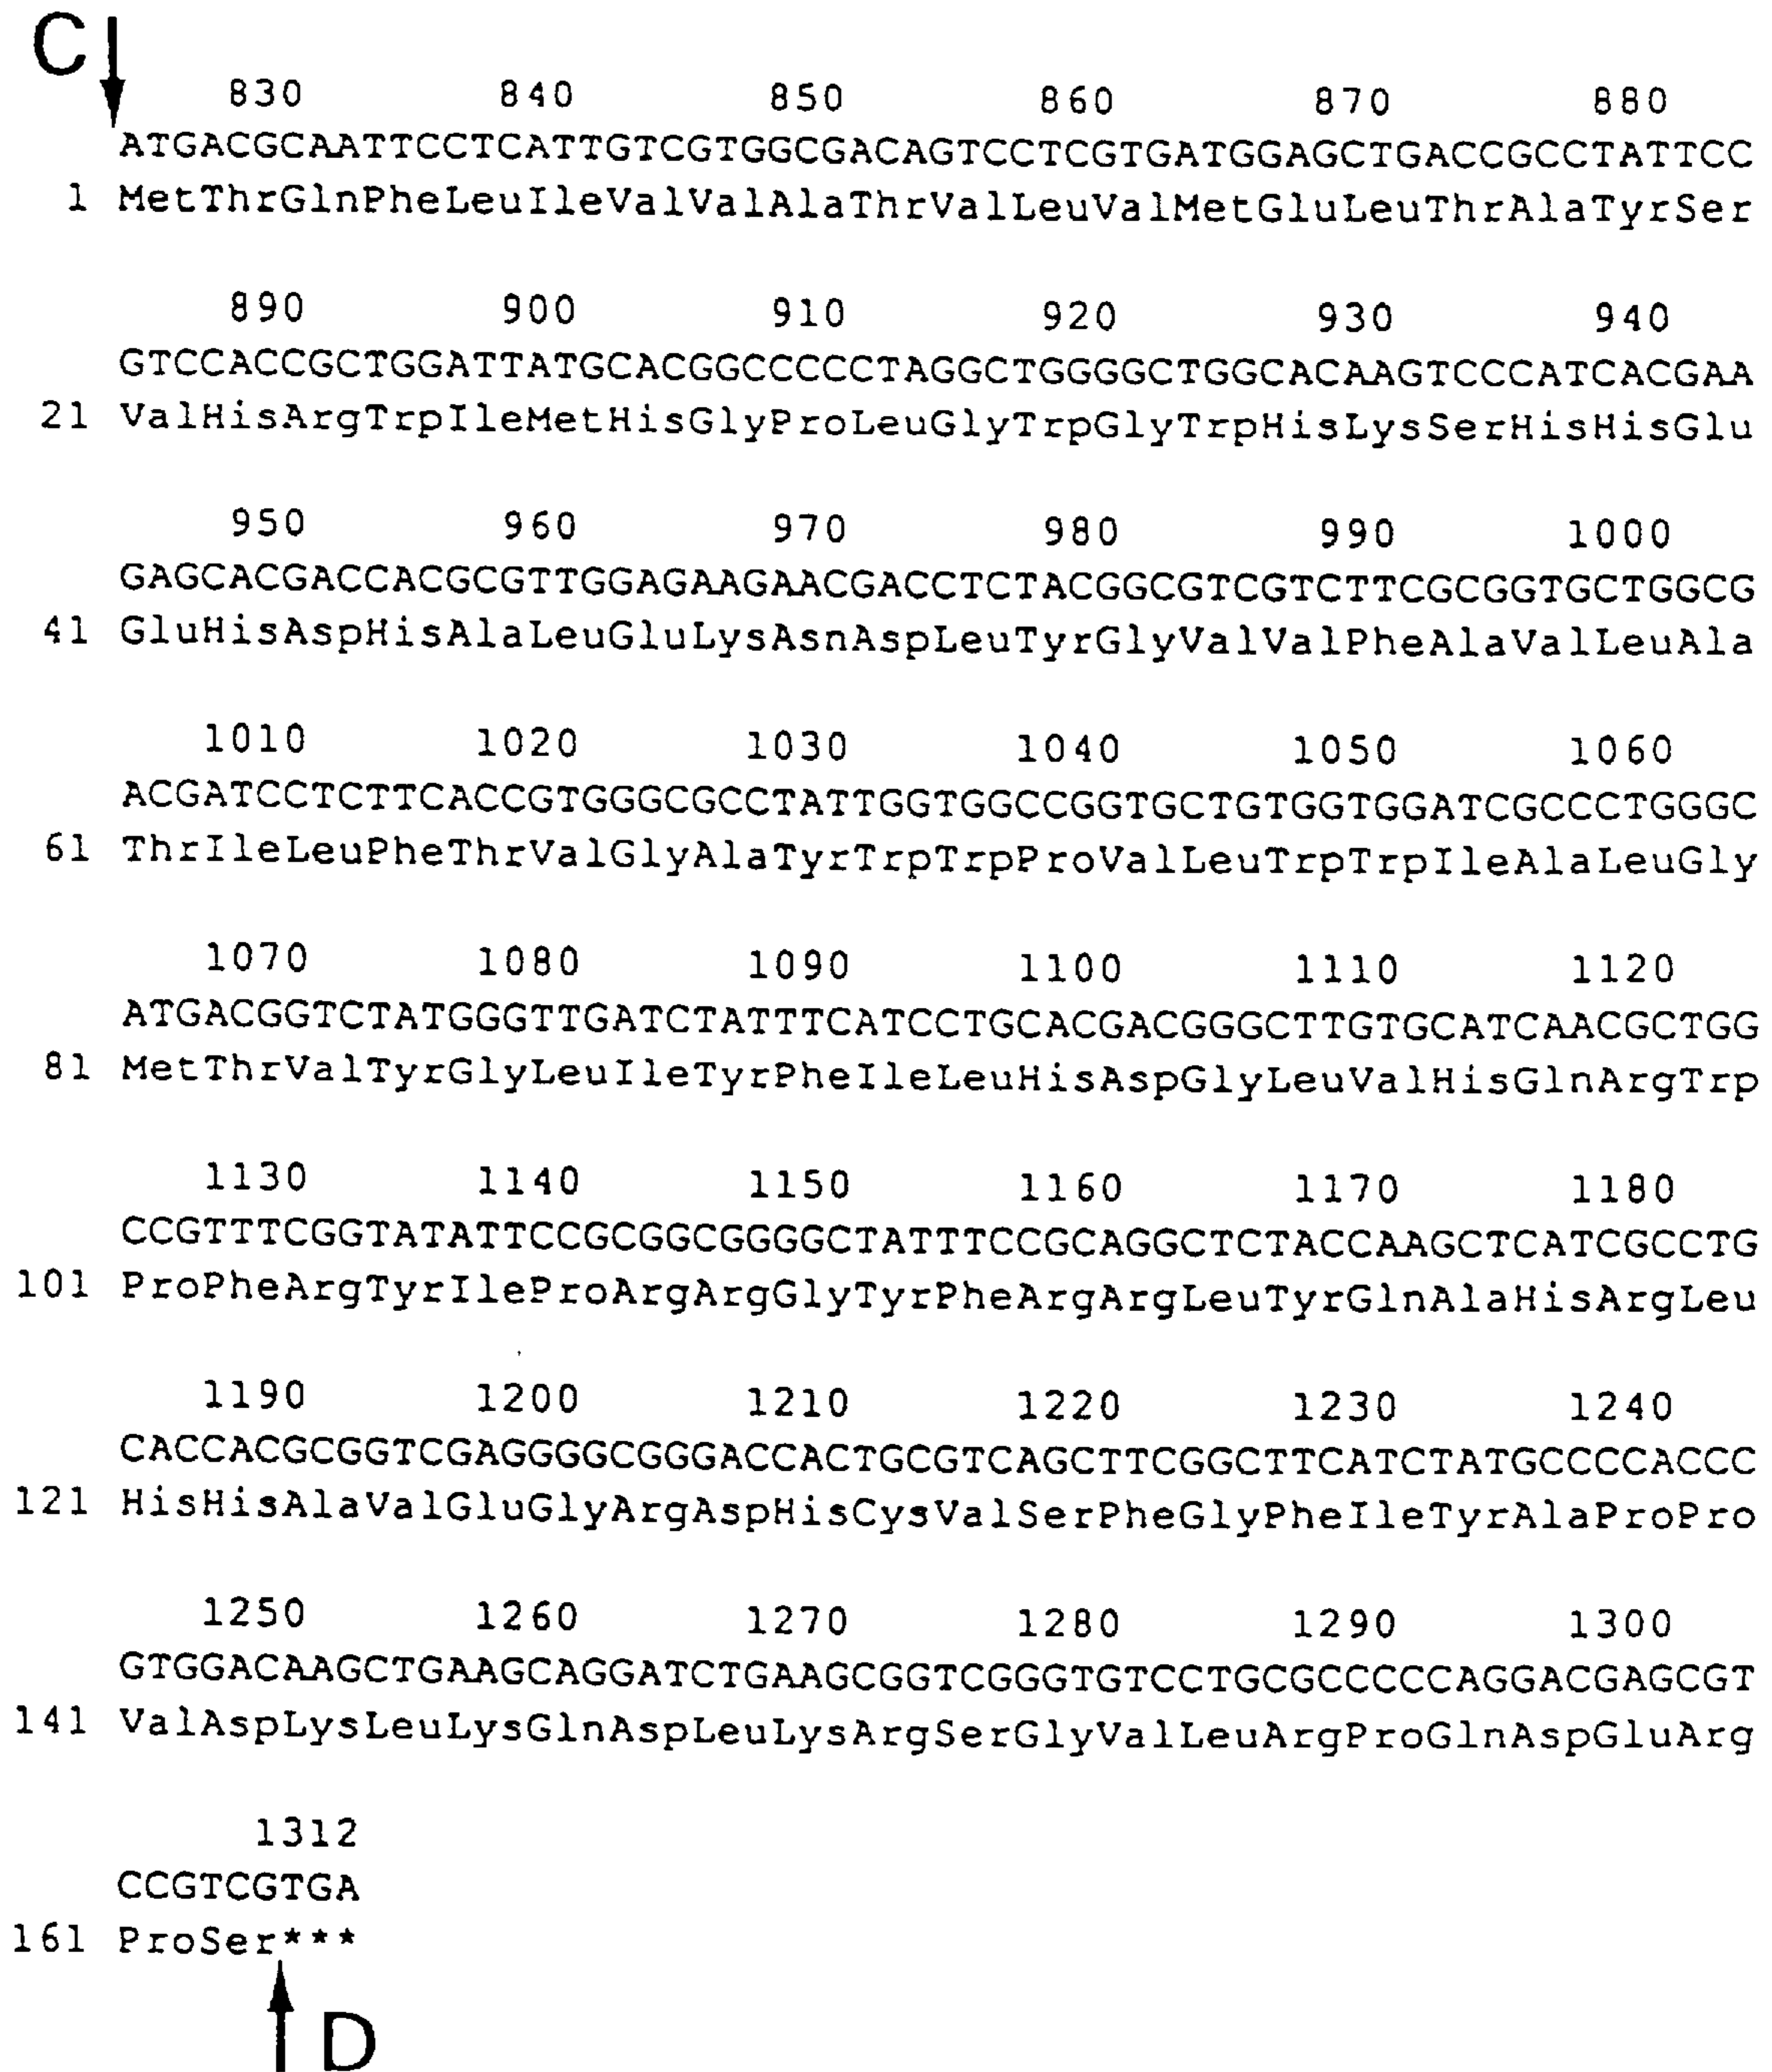 C
830 840 850 860 870 880
ATGACGCAATTCCTCATTGTCGTGGCGACAGTCCTCGTGATGGAGCTGACCGCCTATTCC
1 MetThrGlnPheLeuIleValValAlaThrValLeuValMetGluLeuThrAlaTyrSer
890 900 910 920 930 940
GTCCACCGCTGGATTATGCACGGCCCCCTAGGCTGGGGCTGGCACAAGTCCCATCACGAA
21 ValHisArgTrpIleMetHisGlyProLeuGlyTrpGlyTrpHisLysSerHisHisGlu
950 960 970 980 990 1000
GAGCACGACCACGCGTTGGAGAAGAACGACCTCTACGGCGTCGTCTTCGCGGTGCTGGCG
41 GluHisAspHisAlaLeuGluLysAsnAspLeuTyrGlyValValPheAlaValLeuAla
1010 1020 1030 1040 1050 1060
ACGATCCTCTTCACCGTGGGCGCCTATTGGTGGCCGGTGCTGTGGTGGATCGCCCTGGGC
61 ThrIleLeuPheThrValGlyAlaTyrTrpTrpProValLeuTrpTrpIleAlaLeuGly
1070 1080 1090 1100 1110 1120
ATGACGGTCTATGGGTTGATCTATTTCATCCTGCACGACGGGCTTGTGCATCAACGCTGG
81 MetThrValTyrGlyLeuIleTyrPheIleLeuHisAspGlyLeuValHisGlnArgTrp
1130 1140 1150 1160 1170 1180
CCGTTTCGGTATATTCCGCGGCGGGGCTATTTCCGCAGGCTCTACCAAGCTCATCGCCTG
101 ProPheArgTyrIleProArgArgGlyTyrPheArgArgLeuTyrGlnAlaHisArgLeu
1190 1200 1210 1220 1230 1240
CACCACGCGGTCGAGGGGCGGGACCACTGCGTCAGCTTCGGCTTCATCTATGCCCCACCC
121 HisHisAlaValGluGlyArgAspHisCysValSerPheGlyPheIleTyrAlaProPro
1250 1260 1270 1280 1290 1300
GTGGACAAGCTGAAGCAGGATCTGAAGCGGTCGGGTGTCCTGCGCCCCCAGGACGAGCGT
141 ValAspLysLeuLysGlnAspLeuLysArgSerGlyValLeuArgProGlnAspGluArg
1312
CCGTCGTGA
161 ProSer***
D